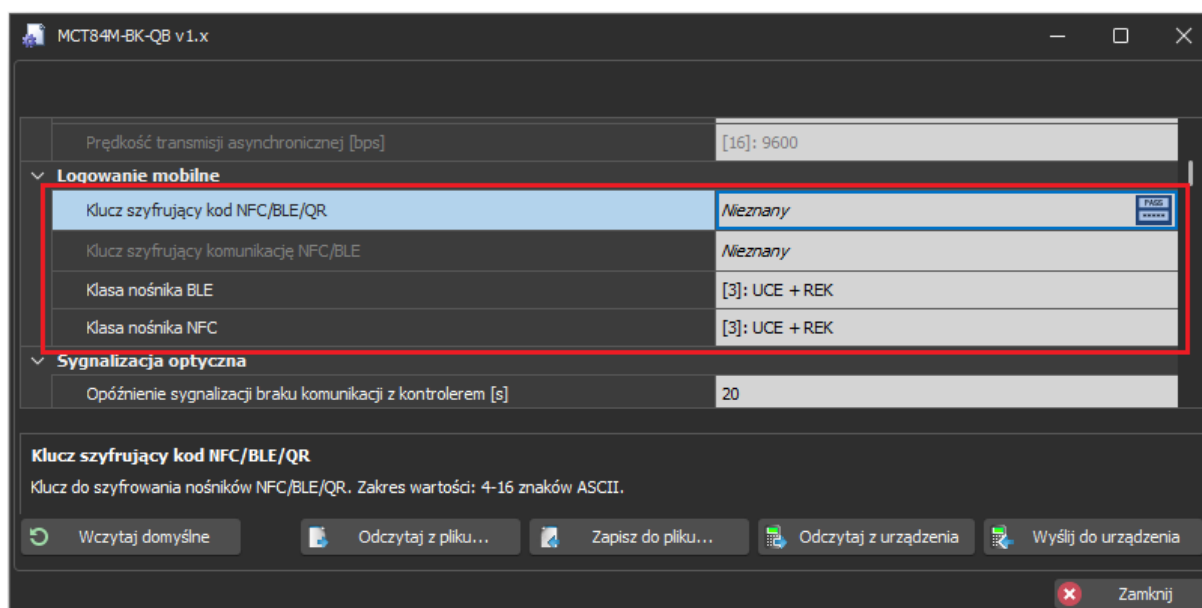 MCT84M-BK-QB v1.x
Prędkość transmisji asynchronicznej [bps] [16]: 9600
Logowanie mobilne
Klucz szyfrujący kod NFC/BLE/QR Nieznany PASS
Klucz szyfrujący komunikację NFC/BLE Nieznany
Klasa nośnika BLE [3]: UCE + REK
Klasa nośnika NFC [3]: UCE + REK
Sygnalizacja optyczna
Opóźnienie sygnalizacji braku komunikacji z kontrolerem [s] 20
Klucz szyfrujący kod NFC/BLE/QR
Klucz do szyfrowania nośników NFC/BLE/QR. Zakres wartości: 4-16 znaków ASCII.
Wczytaj domyślne Odczytaj z pliku... Zapisz do pliku... Odczytaj z urządzenia Wyślij do urządzenia
Zamknij